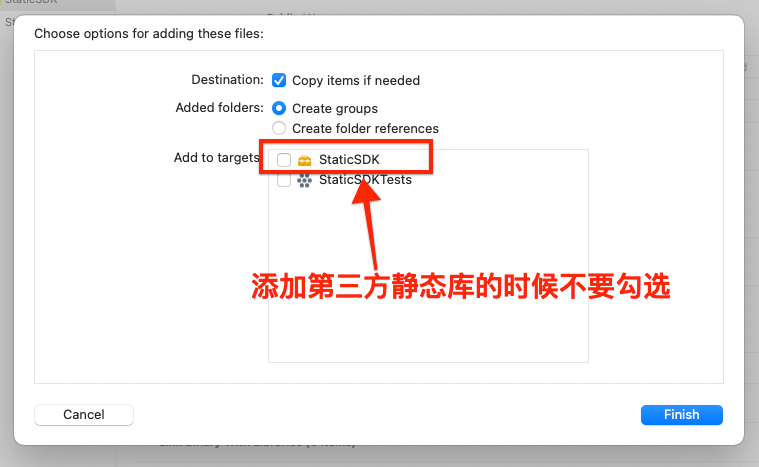 StaticSDK
Choose options for adding these files:
Destination: Copy items if needed
Added folders: Create groups
Create folder references
Add to targets
StaticSDK
StaticSDKTests
添加第三方静态库的时候不要勾选
Cancel
Finish